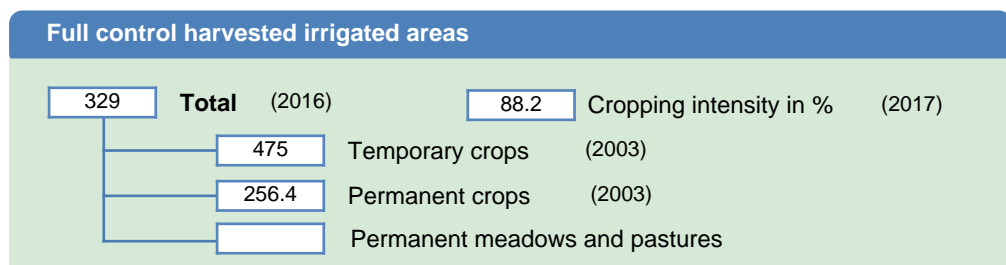 Full control harvested irrigated areas
329 Total (2016) 88.2 Cropping intensity in % (2017)
475 Temporary crops (2003)
256.4 Permanent crops (2003)
Permanent meadows and pastures